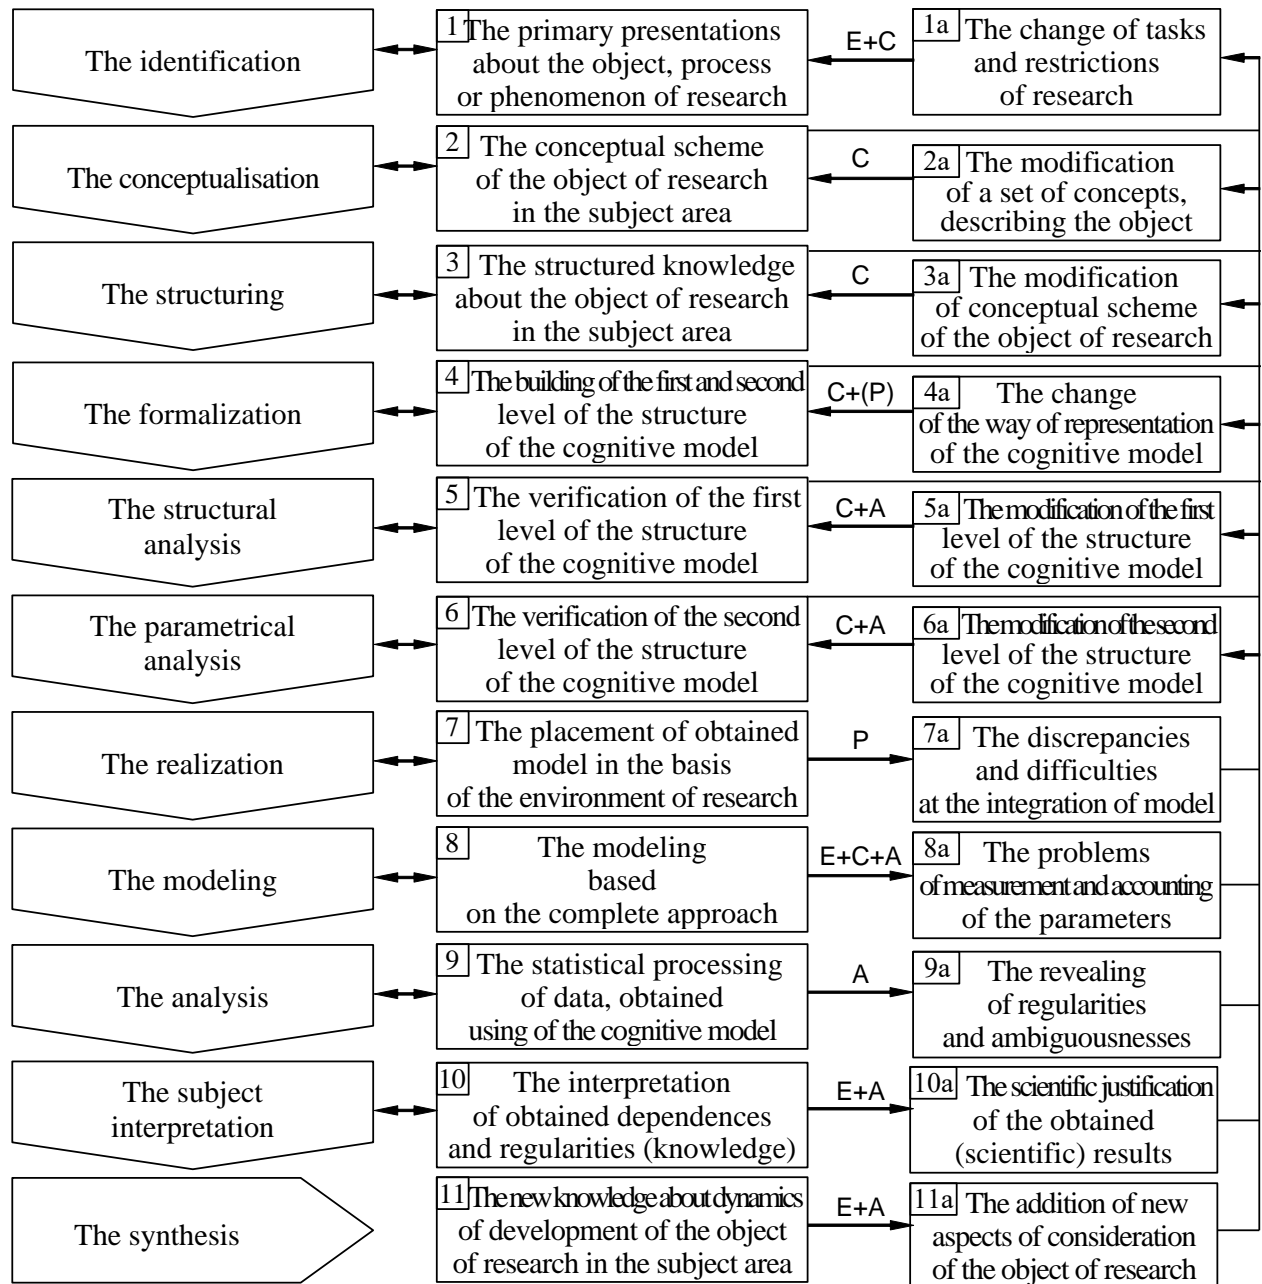 The identification
1 The primary presentations
about the object, process
or phenomenon of research
E+C
1a The change of tasks
and restrictions
of research
The conceptualisation
2 The conceptual scheme
of the object of research
in the subject area
C
2a The modification
of a set of concepts,
describing the object
The structuring
3 The structured knowledge
about the object of research
in the subject area
C
3a The modification
of conceptual scheme
of the object of research
The formalization
4 The building of the first and second
level of the structure
of the cognitive model
C+(P)
4a The change
of the way of representation
of the cognitive model
The structural
analysis
5 The verification of the first
level of the structure
of the cognitive model
C+A
5a The modification of the first
level of the structure
of the cognitive model
The parametrical
analysis
6 The verification of the second
level of the structure
of the cognitive model
C+A
6a The modification of the second
level of the structure
of the cognitive model
The realization
7 The placement of obtained
model in the basis
of the environment of research
P
7a The discrepancies
and difficulties
at the integration of model
The modeling
8 The modeling
based
on the complete approach
E+C+A
8a The problems
of measurement and accounting
of the parameters
The analysis
9 The statistical processing
of data, obtained
using of the cognitive model
A
9a The revealing
of regularities
and ambiguousnesses
The subject
interpretation
10 The interpretation
of obtained dependences
and regularities (knowledge)
E+A
10a The scientific justification
of the obtained
(scientific) results
The synthesis
11 The new knowledge about dynamics
of development of the object
of research in the subject area
E+A
11a The addition of new
aspects of consideration
of the object of research